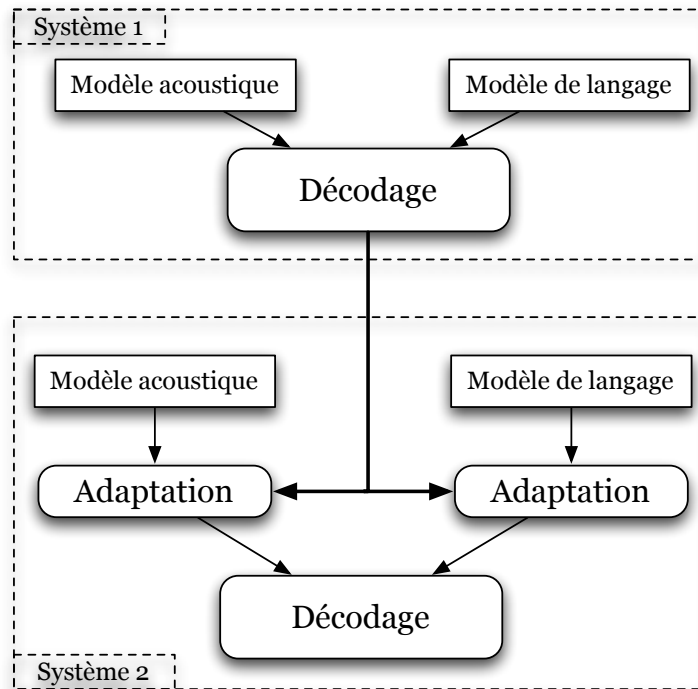 Système 1
Modèle acoustique
Modèle de langage
Décodage
Modèle acoustique
Modèle de langage
Adaptation
Adaptation
Décodage
Système 2